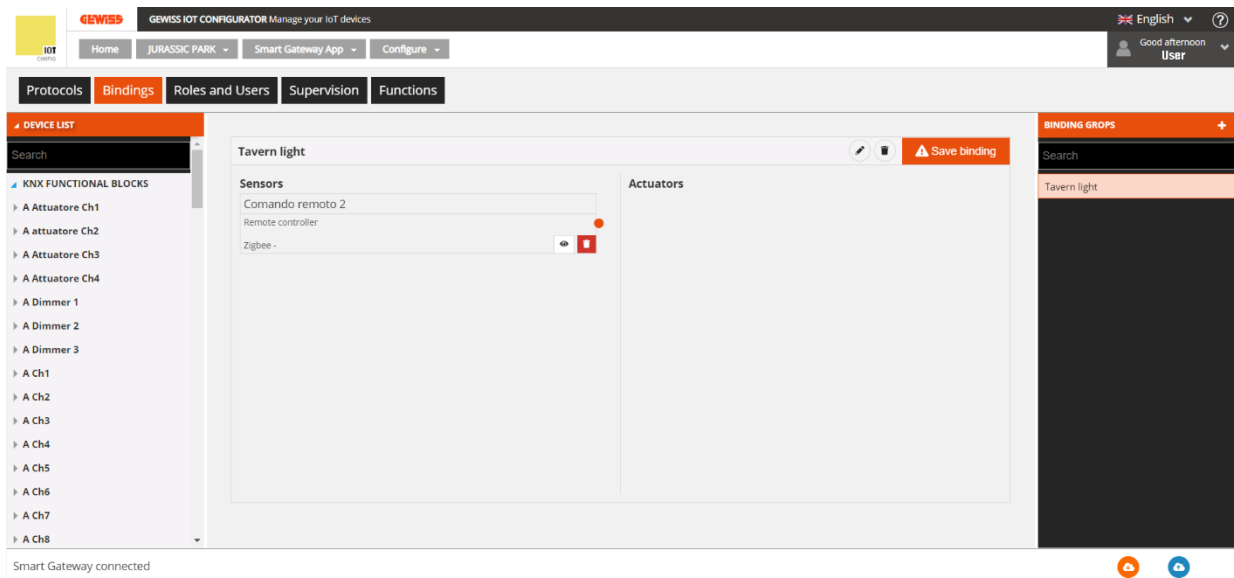 GEWISS
GEWISS IOT CONFIGURATOR Manage your IoT devices
English
IOT
CONFIG
Home
JURASSIC PARK
Smart Gateway App
Configure
Good afternoon
User
Protocols
Bindings
Roles and Users
Supervision
Functions
DEVICE LIST
Search
KNX FUNCTIONAL BLOCKS
A Attuatore Ch1
A attuatore Ch2
A Attuatore Ch3
A Attuatore Ch4
A Dimmer 1
A Dimmer 2
A Dimmer 3
A Ch1
A Ch2
A Ch3
A Ch4
A Ch5
A Ch6
A Ch7
A Ch8
Tavern light
Save binding
Sensors
Comando remoto 2
Remote controller
Zigbee -
Actuators
BINDING GROPS
Search
Tavern light
Smart Gateway connected